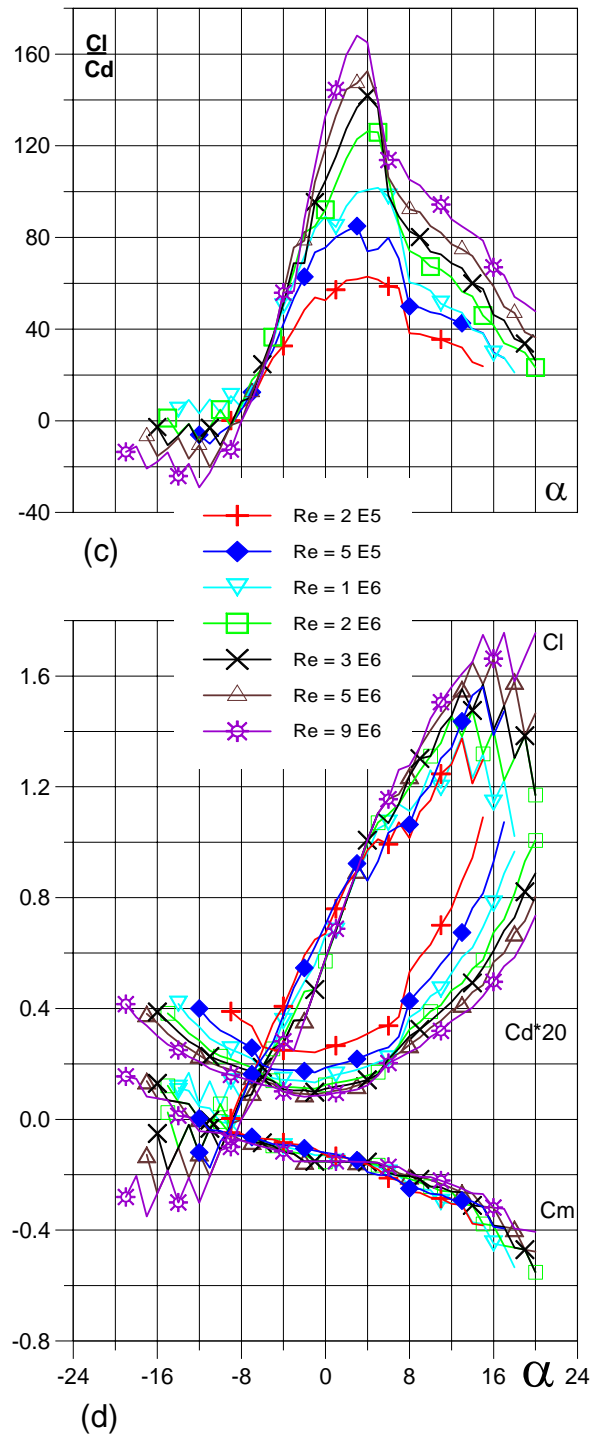 Cl
Cd
160
120
80
40
0
-40
α
(c)
Re = 2 E5
Re = 5 E5
Re = 1 E6
Re = 2 E6
Re = 3 E6
Re = 5 E6
Re = 9 E6
1.6
Cl
1.2
0.8
0.4
Cd*20
0.0
Cm
-0.4
-0.8
-24 -16 -8 0 8 16 α 24
(d)